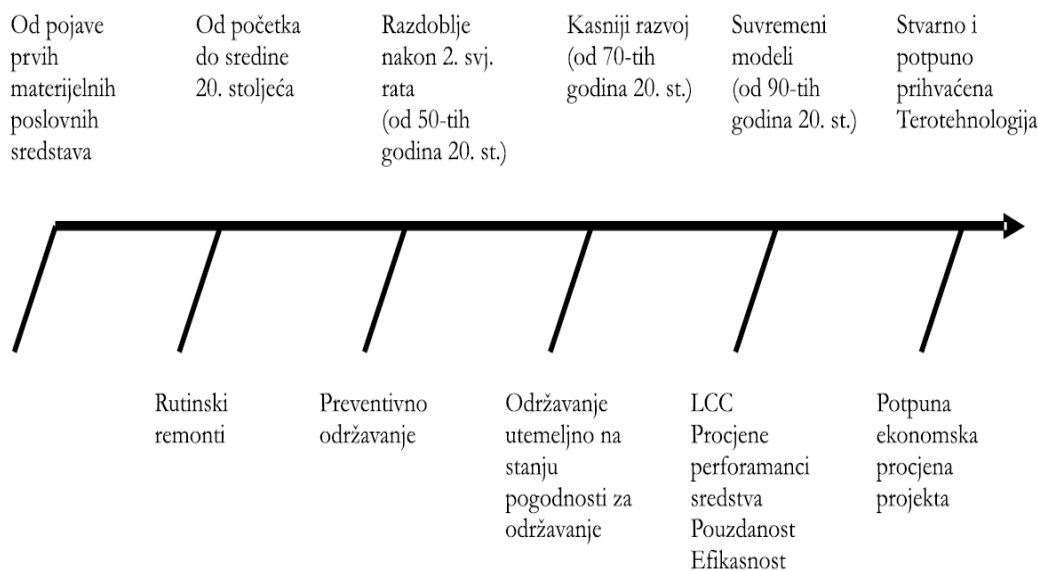 Od pojave
prvih
materijelnih
poslovnih
sredstava
Od početka
do sredine
20. stoljeća
Razdoblje
nakon 2. svj.
rata
(od 50-tih
godina 20. st.)
Kasniji razvoj
(od 70-tih
godina 20. st.)
Suvremeni
modeli
(od 90-tih
godina 20. st.)
Stvarno i
potpuno
prihvaćena
Terotehnologija
Rutinski
remonti
Preventivno
održavanje
Održavanje
utemeljno na
stanju
pogodnosti za
održavanje
LCC
Procjene
perforamanci
sredstva
Pouzdanost
Efikasnost
Potpuna
ekonomska
procjena
projekta